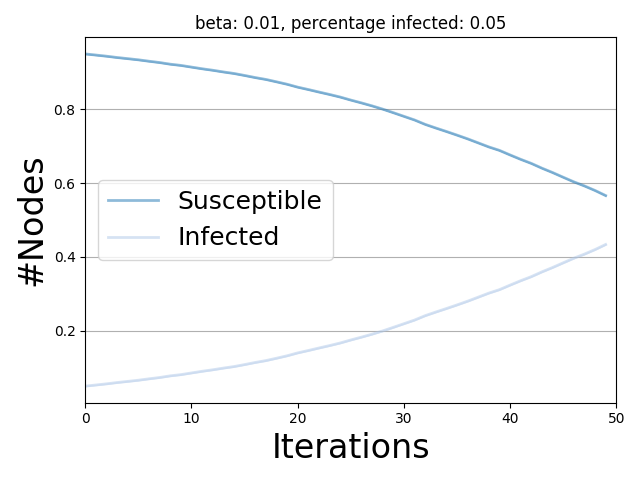 beta: 0.01, percentage infected: 0.05
#Nodes
0.8
0.6
0.4
0.2
Susceptible
Infected
0 10 20 30 40 50
Iterations